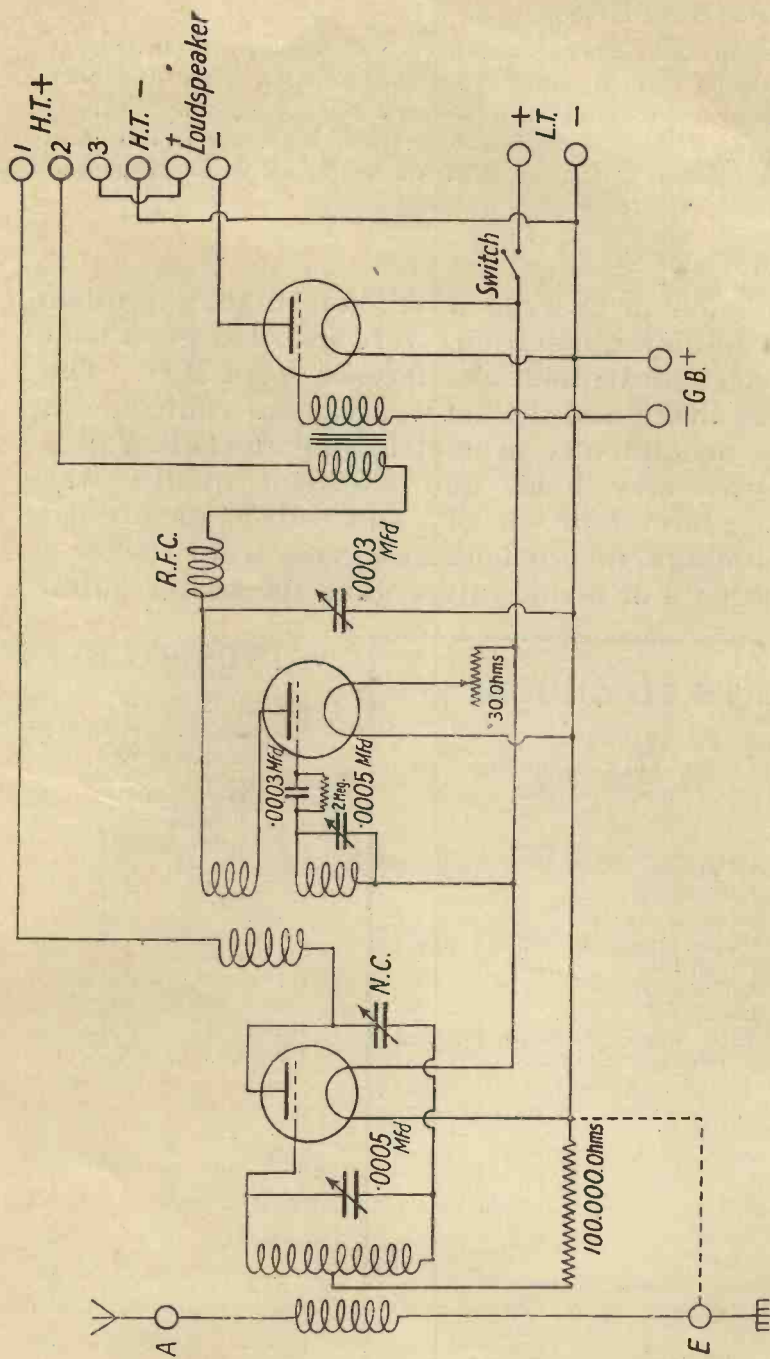 1
H.T.+
2
3
H.T. -
+
Loudspeaker
-
+
L.T.
-
Switch
- G B. +
R.F.C.
.0003
Mfd
30.Ohms
.0003 Mfd
2 Meg.
.0005 Mfd
N.C.
.0005
Mfd
100.000.Ohms
A
E